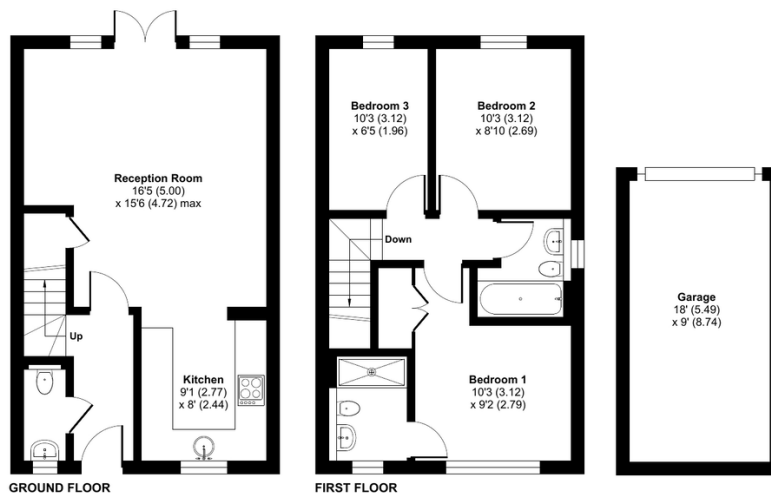 Reception Room
16'5 (5.00)
x 15'6 (4.72) max
Up
Kitchen
9'1 (2.77)
x 8' (2.44)
GROUND FLOOR
Bedroom 3
10'3 (3.12)
x 6'5 (1.96)
Bedroom 2
10'3 (3.12)
x 8'10 (2.69)
Down
Bedroom 1
10'3 (3.12)
x 9'2 (2.79)
FIRST FLOOR
Garage
18' (5.49)
x 9' (8.74)